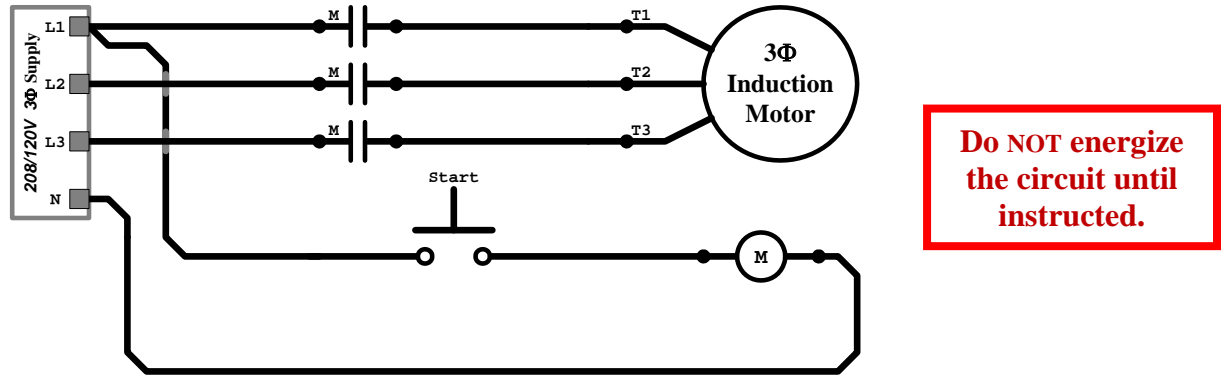 208/120V 3Φ Supply
L1
L2
L3
N
M
M
M
T1
T2
T3
3Φ
Induction
Motor
Start
M
Do NOT energize
the circuit until
instructed.